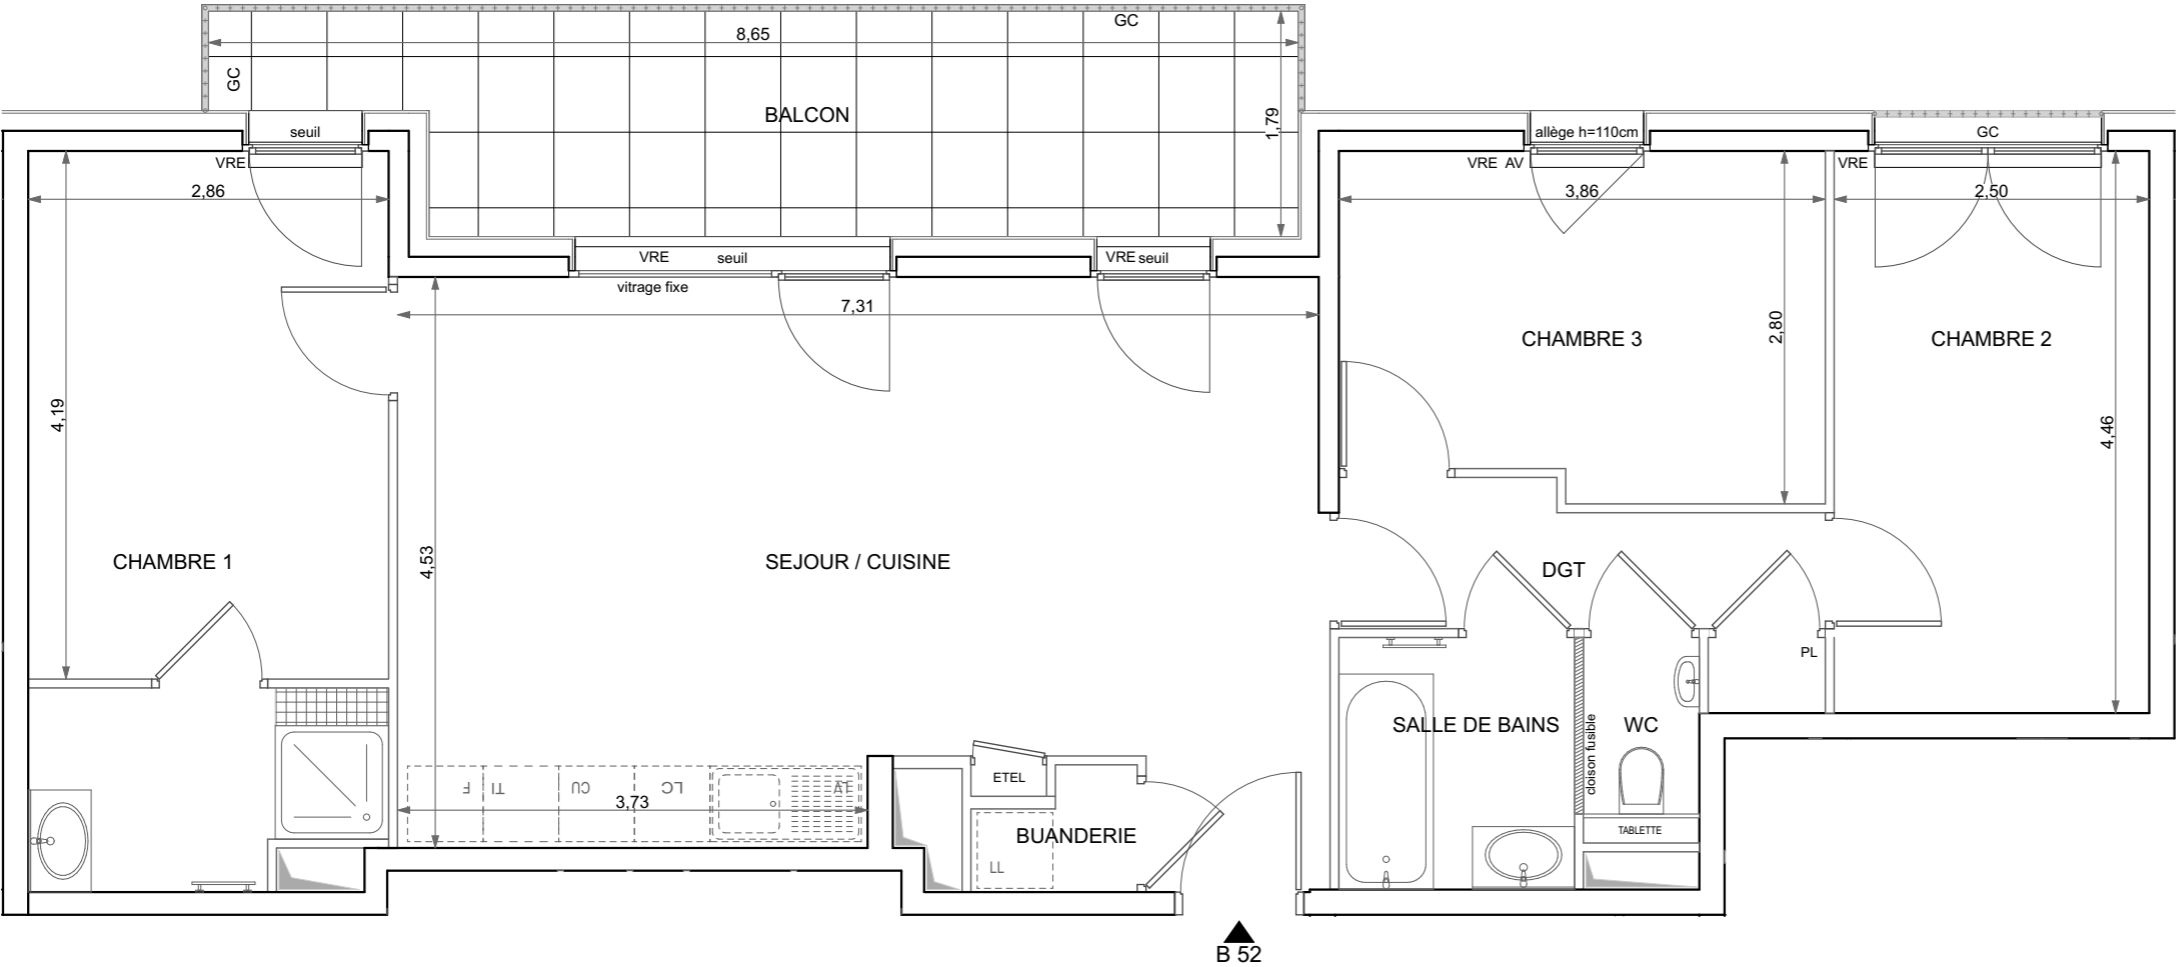 GC
8,65
GC
BALCON
1,79
seuil
allège h=110cm
GC
VRE
VRE AV
VRE
2,86
3,86
2,50
VRE
seuil
VRE
seuil
vitrage fixe
7,31
2,80
CHAMBRE 3
CHAMBRE 2
4,19
4,46
4,53
CHAMBRE 1
SEJOUR / CUISINE
DGT
PL
SALLE DE BAINS
WC
cloison fusible
ETEL
F
TI
CU
LC
LV
3,73
BUANDERIE
TABLETTE
LL
B 52